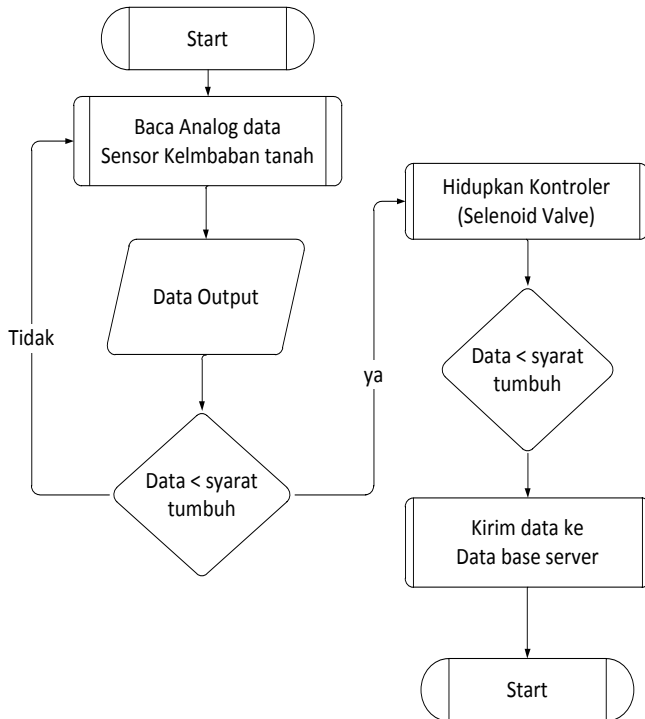 Start
Baca Analog data
Sensor Kelmbaban tanah
Data Output
Tidak
Data < syarat
tumbuh
ya
Hidupkan Kontroler
(Selenoid Valve)
Data < syarat
tumbuh
Kirim data ke
Data base server
Start